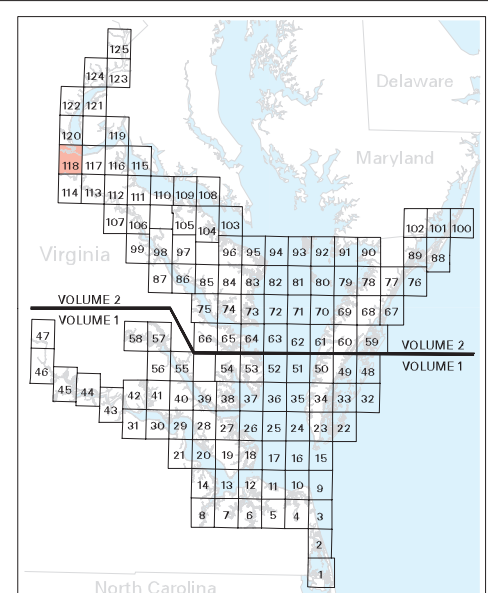 125
124 123
Delaware
122 121
120 119
Maryland
118 117 116 115
114 113 112 111 110 109 108
107 106 105 104 103 102 101 100
Virginia
99 98 97 96 95 94 93 92 91 90 89 88
87 86 85 84 83 82 81 80 79 78 77 76
VOLUME 2
75 74 73 72 71 70 69 68 67
VOLUME 1
47 58 57 66 65 64 63 62 61 60 59
VOLUME 2
VOLUME 1
46 56 55 54 53 52 51 50 49 48
45 44 43 42 41 40 39 38 37 36 35 34 33 32
31 30 29 28 27 26 25 24 23 22
21 20 19 18 17 16 15
14 13 12 11 10 9
8 7 6 5 4 3
2
1
North Carolina